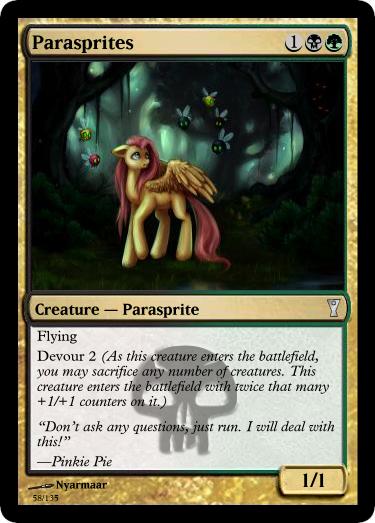 Parasprites 1
Creature — Parasprite
Flying
Devour 2 (As this creature enters the battlefield,
you may sacrifice any number of creatures. This
creature enters the battlefield with twice that many
+1/+1 counters on it.)
“Don't ask any questions, just run. I will deal with
this!”
—Pinkie Pie
1/1
Nyarmaar
58/135